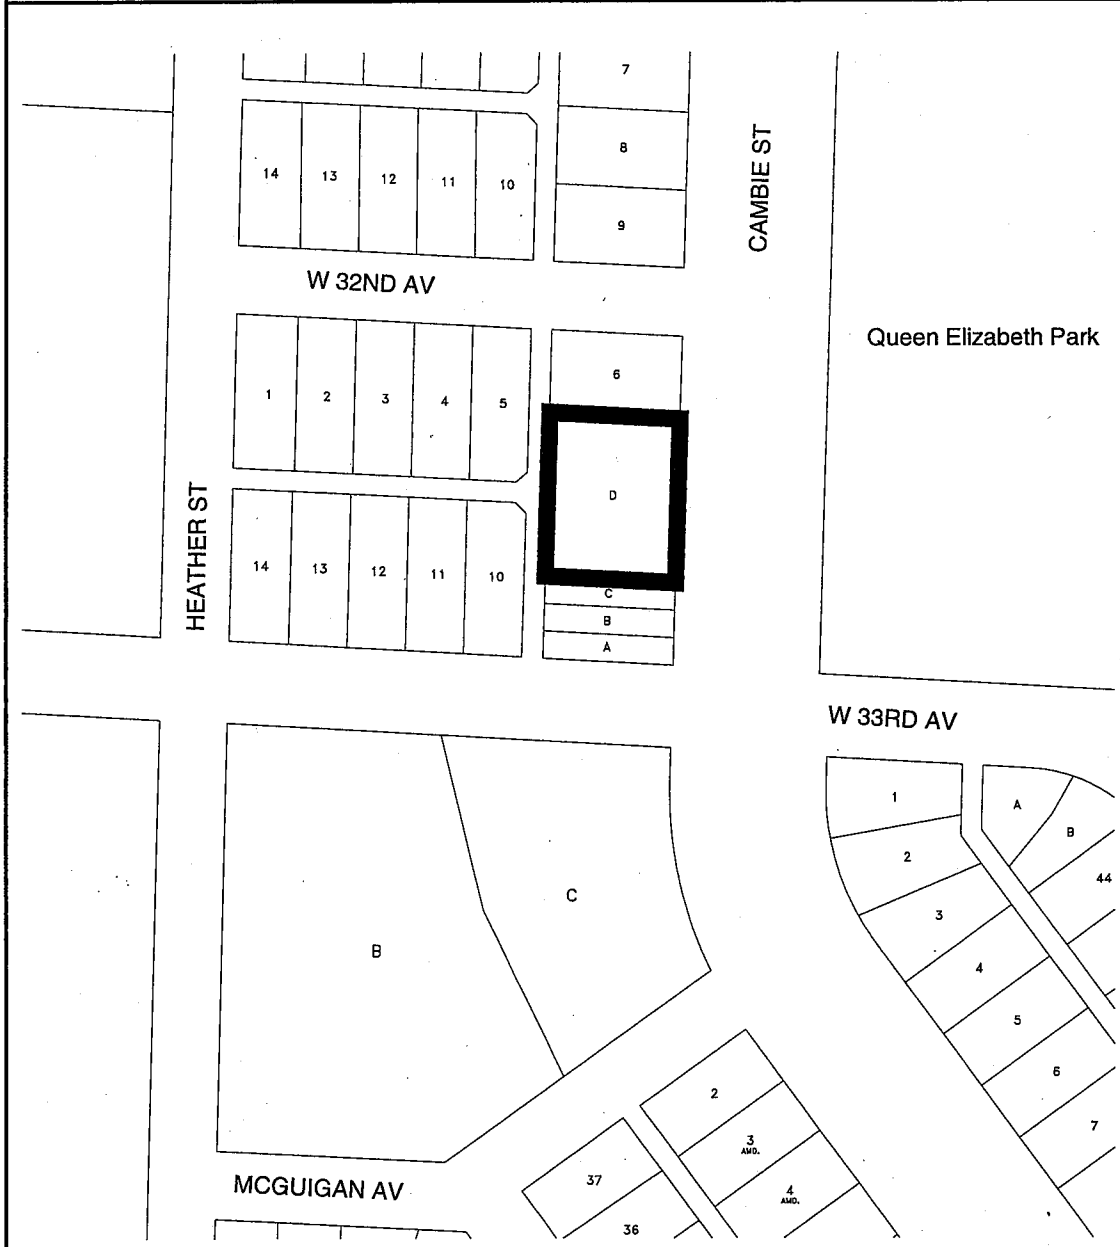 7
8
CAMBIE ST
14
13
12
11
10
9
W 32ND AV
Queen Elizabeth Park
6
1
2
3
4
5
D
HEATHER ST
14
13
12
11
10
C
B
A
W 33RD AV
1
A
B
2
44
C
3
B
4
5
6
2
7
3
AMD.
37
4
AMD.
MCGUIGAN AV
36